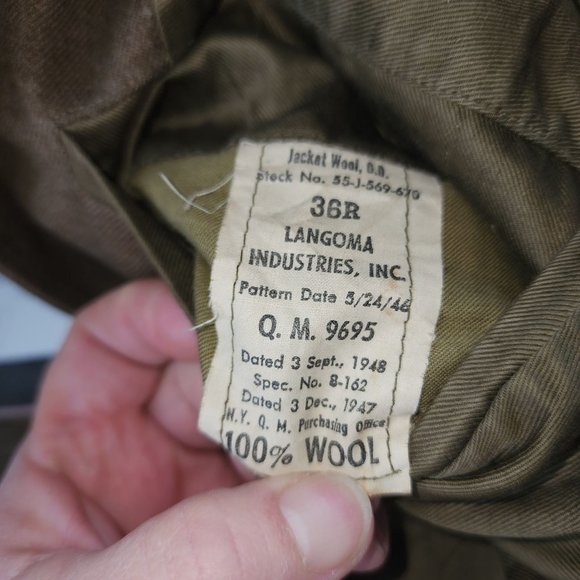 Jacket Wool, O.D.
Stock No. 55-J-569-670
36R
LANGOMA
INDUSTRIES, INC.
Pattern Date 5/24/46
Q. M. 9695
Dated 3 Sept., 1948
Spec. No. 8-162
Dated 3 Dec., 1947
N.Y. Q. M. Purchasing Office
100% WOOL